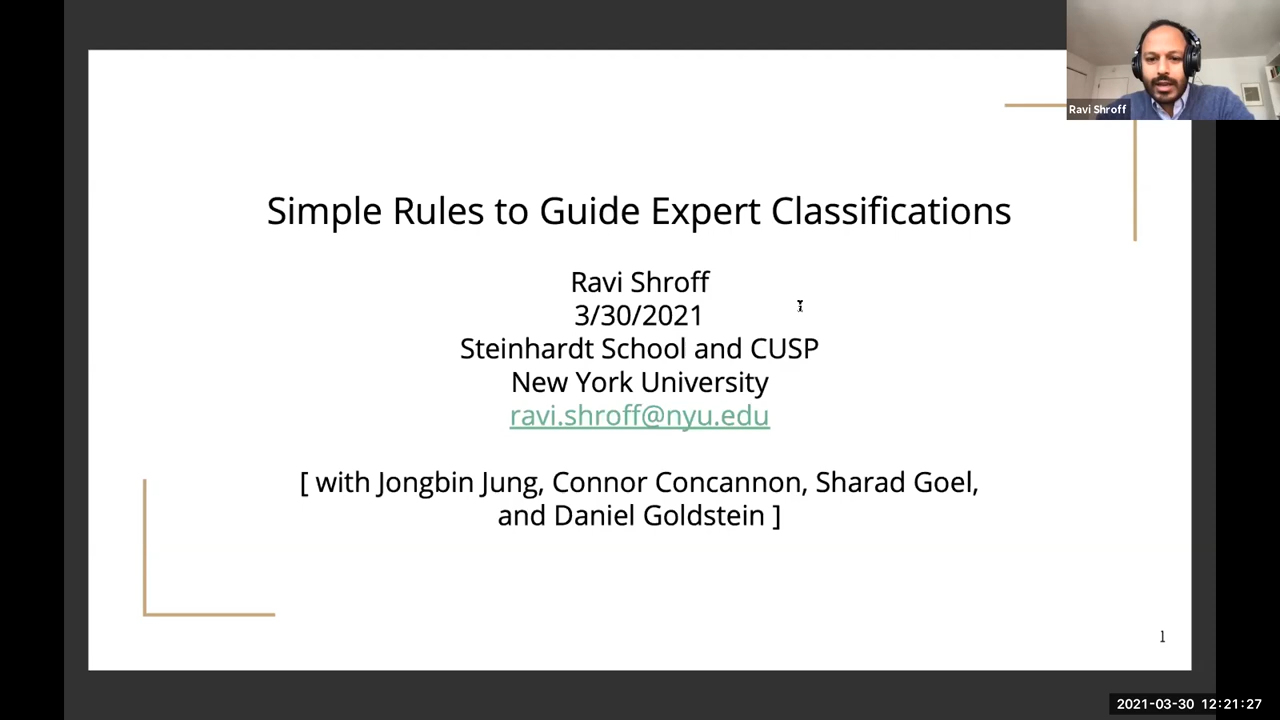 Ravi Shroff
Simple Rules to Guide Expert Classifications
Ravi Shroff
3/30/2021
Steinhardt School and CUSP
New York University
ravi.shroff@nyu.edu
[ with Jongbin Jung, Connor Concannon, Sharad Goel,
and Daniel Goldstein ]
1
2021-03-30 12:21:27